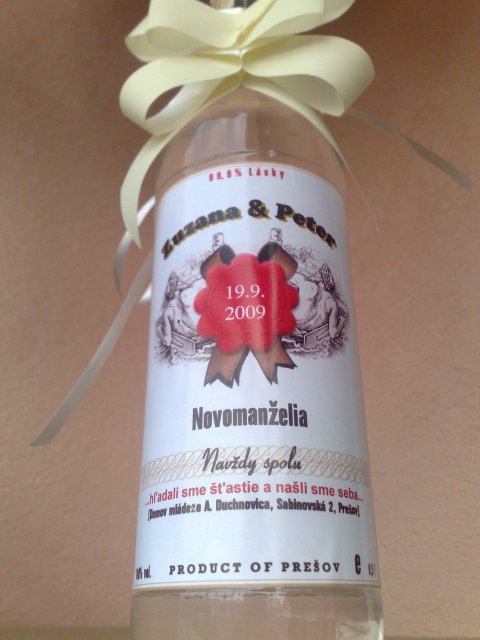 99,9% Lásky
Zuzana & Peter
19.9.
2009
Novomanželia
Navždy spolu
...hľadali sme šťastie a našli sme seba...
(Domov mládeže A. Duchnovica, Sabinovská 2, Prešov)
vol. PRODUCT OF PREŠOV e